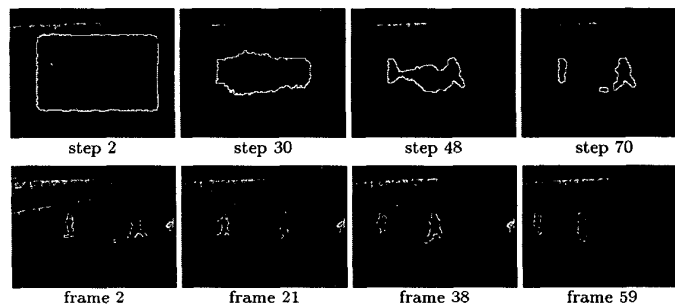 step 2
step 30
step 48
step 70
frame 2
frame 21
frame 38
frame 59